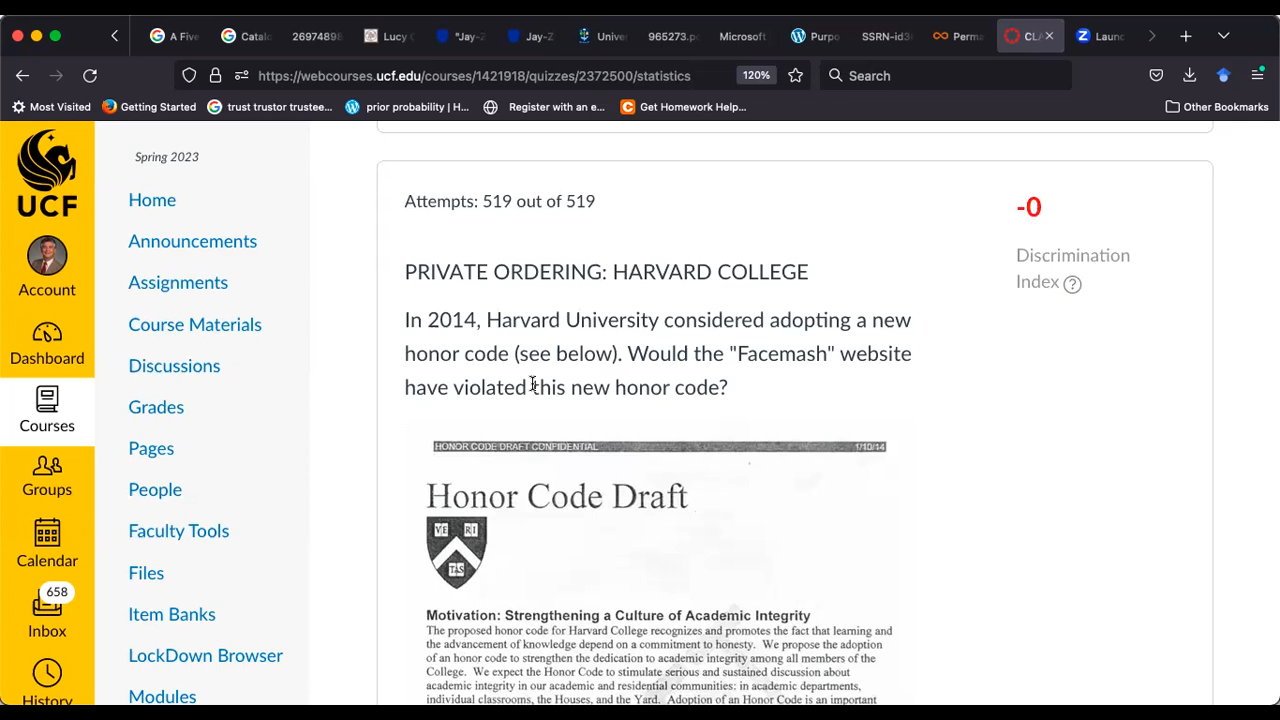 A Five
Catalo
26974898
Lucy
"Jay-Z
Jay-Z
Unive
965273.p
Microsoft
Purpo
SSRN-id3
Perma
CL
Launc
https://webcourses.ucf.edu/courses/1421918/quizzes/2372500/statistics
120%
Search
Most Visited
Getting Started
trust trustor trustee...
prior probability | H...
Register with an e...
Get Homework Help...
Other Bookmarks
UCF
Account
Dashboard
Courses
Groups
Calendar
658
Inbox
History
Spring 2023
Home
Announcements
Assignments
Course Materials
Discussions
Grades
Pages
People
Faculty Tools
Files
Item Banks
LockDown Browser
Modules
Attempts: 519 out of 519
-0
Discrimination
Index ?
PRIVATE ORDERING: HARVARD COLLEGE
In 2014, Harvard University considered adopting a new
honor code (see below). Would the "Facemash" website
have violated this new honor code?
HONOR CODE DRAFT CONFIDENTIAL 1/10/14
Honor Code Draft
VE RI
TAS
Motivation: Strengthening a Culture of Academic Integrity
The proposed honor code for Harvard College recognizes and promotes the fact that learning and
the advancement of knowledge depend on a commitment to honesty. We propose the adoption
of an honor code to strengthen the dedication to academic integrity among all members of the
College. We expect the Honor Code to stimulate serious and sustained discussion about
academic integrity in our academic and residential communities: in academic departments,
individual classrooms, the Houses, and the Yard. Adoption of an Honor Code is an important